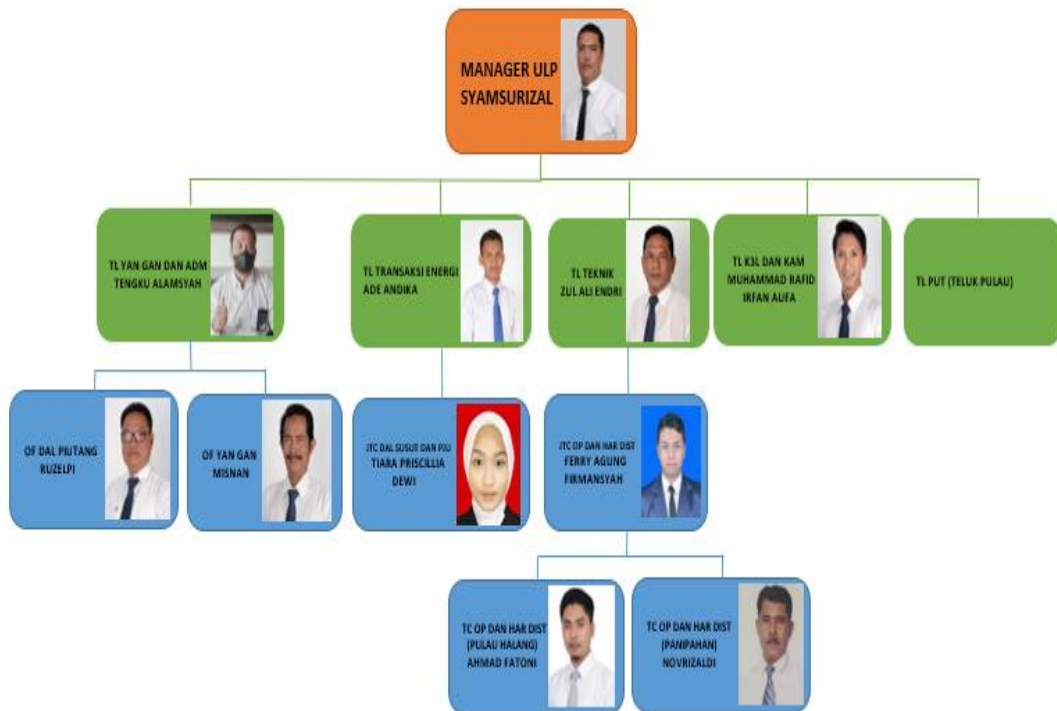 MANAGER ULP
SYAMSURIZAL
TL YAN GAN DAN ADM
TENGKU ALAMSYAH
TL TRANSAKSI ENERGI
ADE ANDIKA
TL TEKNIK
ZUL ALI ENDRI
TL K3L DAN KAM
MUHAMMAD RAFID
IRFAN AUFA
TL PUT (TELUK PULAU)
OF DAL PIUTANG
RUZELPI
OF YAN GAN
MISNAN
JTC DAL SUSUT DAN PJU
TIARA PRISCILLIA
DEWI
JTC OP DAN HAR DIST
FERRY AGUNG
FIRMANSYAH
TC OP DAN HAR DIST
(PULAU HALANG)
AHMAD FATONI
TC OP DAN HAR DIST
(PANIPAHAN)
NOVRIZALDI